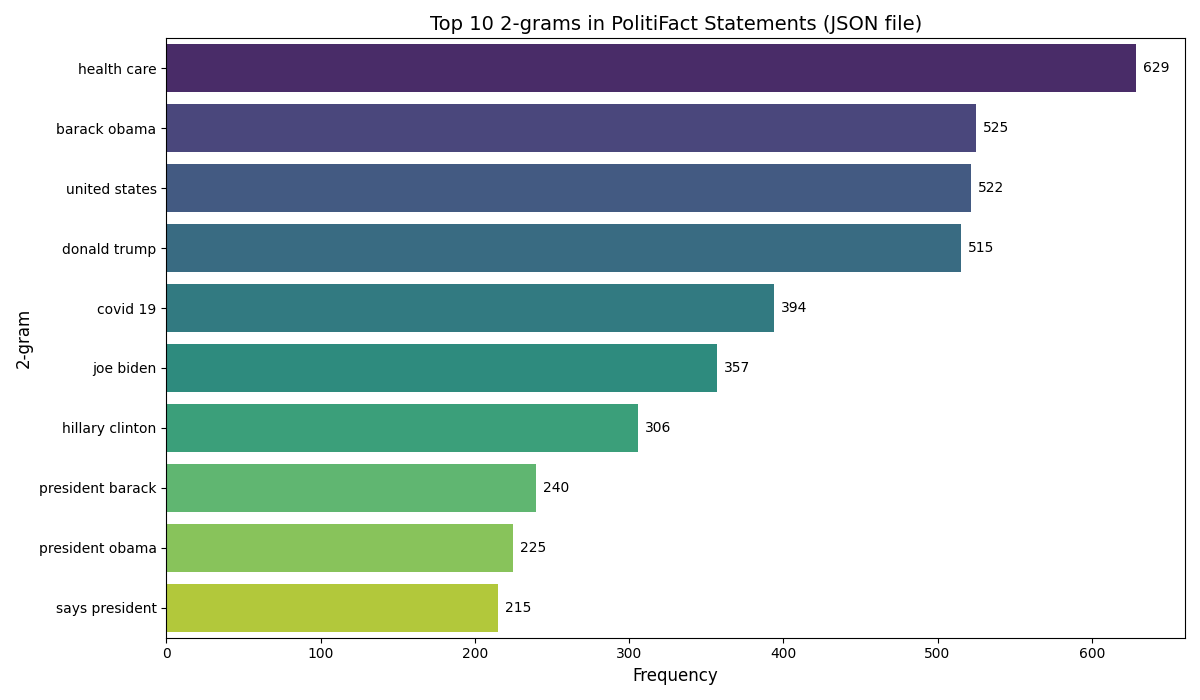 Top 10 2-grams in PolitiFact Statements (JSON file)
2-gram
health care 629
barack obama 525
united states 522
donald trump 515
covid 19 394
joe biden 357
hillary clinton 306
president barack 240
president obama 225
says president 215
0 100 200 300 400 500 600
Frequency